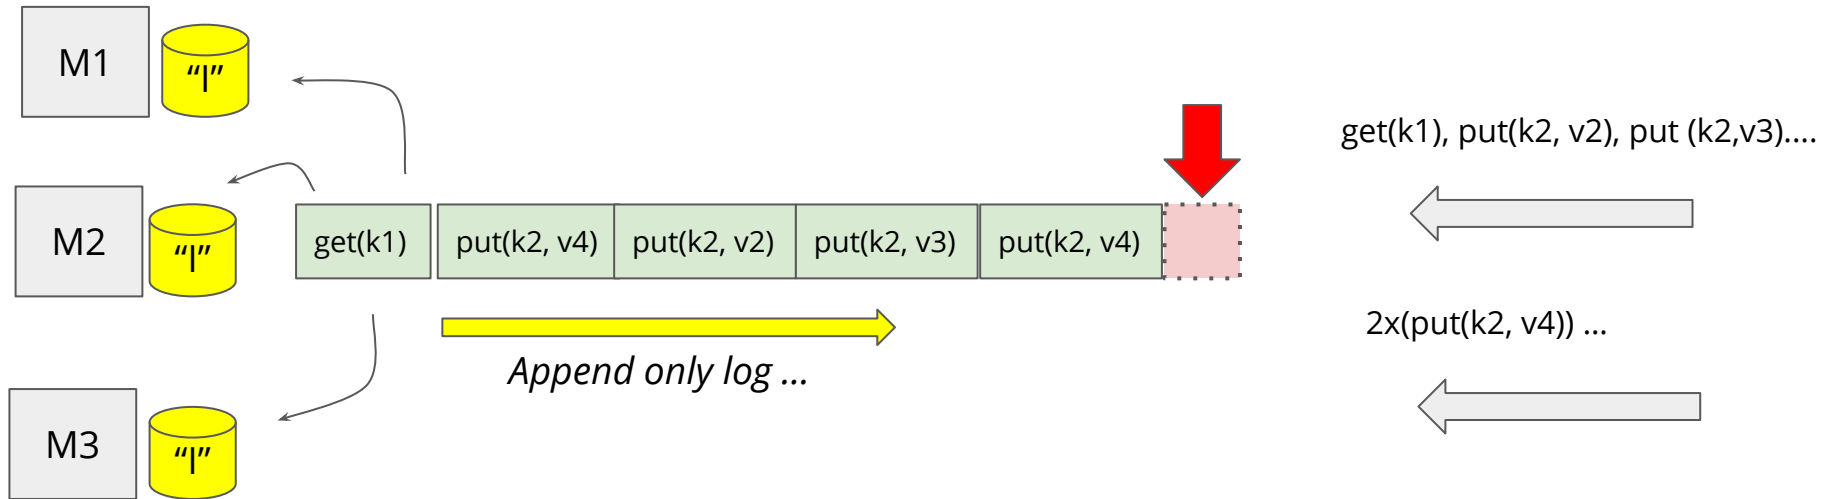 M1
“I”
get(k1), put(k2, v2), put (k2,v3)....
M2
“I”
get(k1)
put(k2, v4)
put(k2, v2)
put(k2, v3)
put(k2, v4)
2x(put(k2, v4)) ...
Append only log ...
M3
“I”